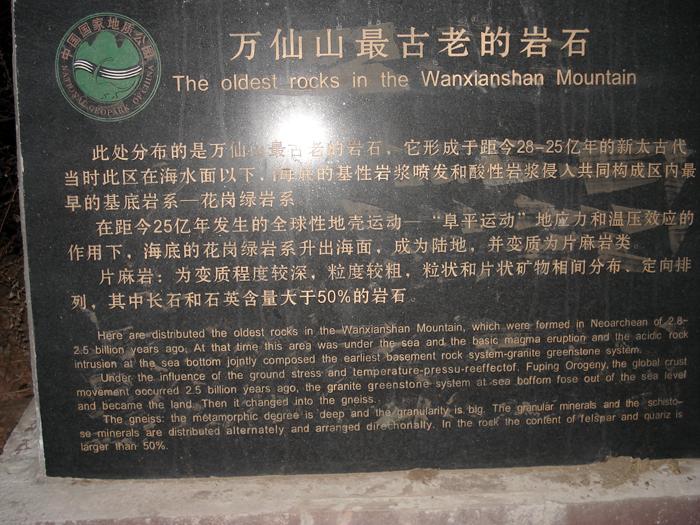 中国国家地质公园
NATIONAL GEOPARK OF CHINA
万仙山最古老的岩石
The oldest rocks in the Wanxianshan Mountain
此处分布的是万仙山最古老的岩石，它形成于距今28-25亿年的新太古代
当时此区在海水面以下，海底的基性岩浆喷发和酸性岩浆侵入共同构成区内最
早的基底岩系—花岗绿岩系
在距今25亿年发生的全球性地壳运动—“阜平运动”地应力和温压效应的
作用下，海底的花岗绿岩系升出海面，成为陆地，并变质为片麻岩类。
片麻岩：为变质程度较深，粒度较粗，粒状和片状矿物相间分布、定向排
列，其中长石和石英含量大于50%的岩石
Here are distributed the oldest rocks in the Wanxianshan Mountain, which were formed in Neoarchean of 2.8-
2.5 billion years ago. At that time this area was under the sea and the basic magma eruption and the acidic rock
intrusion at the sea bottom jointly composed the earliest basement rock system-granite greenstone system.
Under the influence of the ground stress and temperature-pressu-reeffectof. Fuping Orogeny, the global crust
movement occurred 2.5 billion years ago, the granite greenstone system at sea boffom fose out of the sea level
and became the land. Then it changed into the gneiss.
The gneiss: the metamorphic degree is deep and the granularity is blg. The granular minerals and the schisto-
se minerals are distributed alternately and arranged direchonally. In the rock the content of felspar and quariz is
larger than 50%.